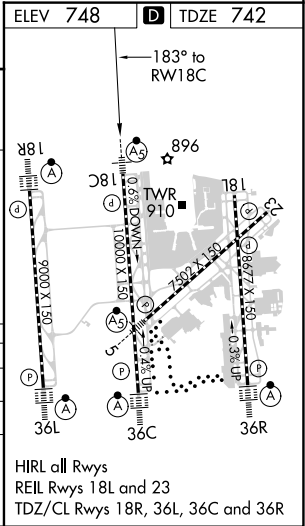 ELEV 748 D TDZE 742
183° to
RW18C
896
18R
A
A5
18C
0.6% DOWN
TWR
910
18L
23
P
P
P
P
9000 X 150
10000 X 150
7502 X 150
8677 X 150
A5
P
5
0.4% UP
0.3% UP
P
P
P
A
A
A
36L
36C
36R
HIRL all Rwys
REIL Rwys 18L and 23
TDZ/CL Rwys 18R, 36L, 36C and 36R